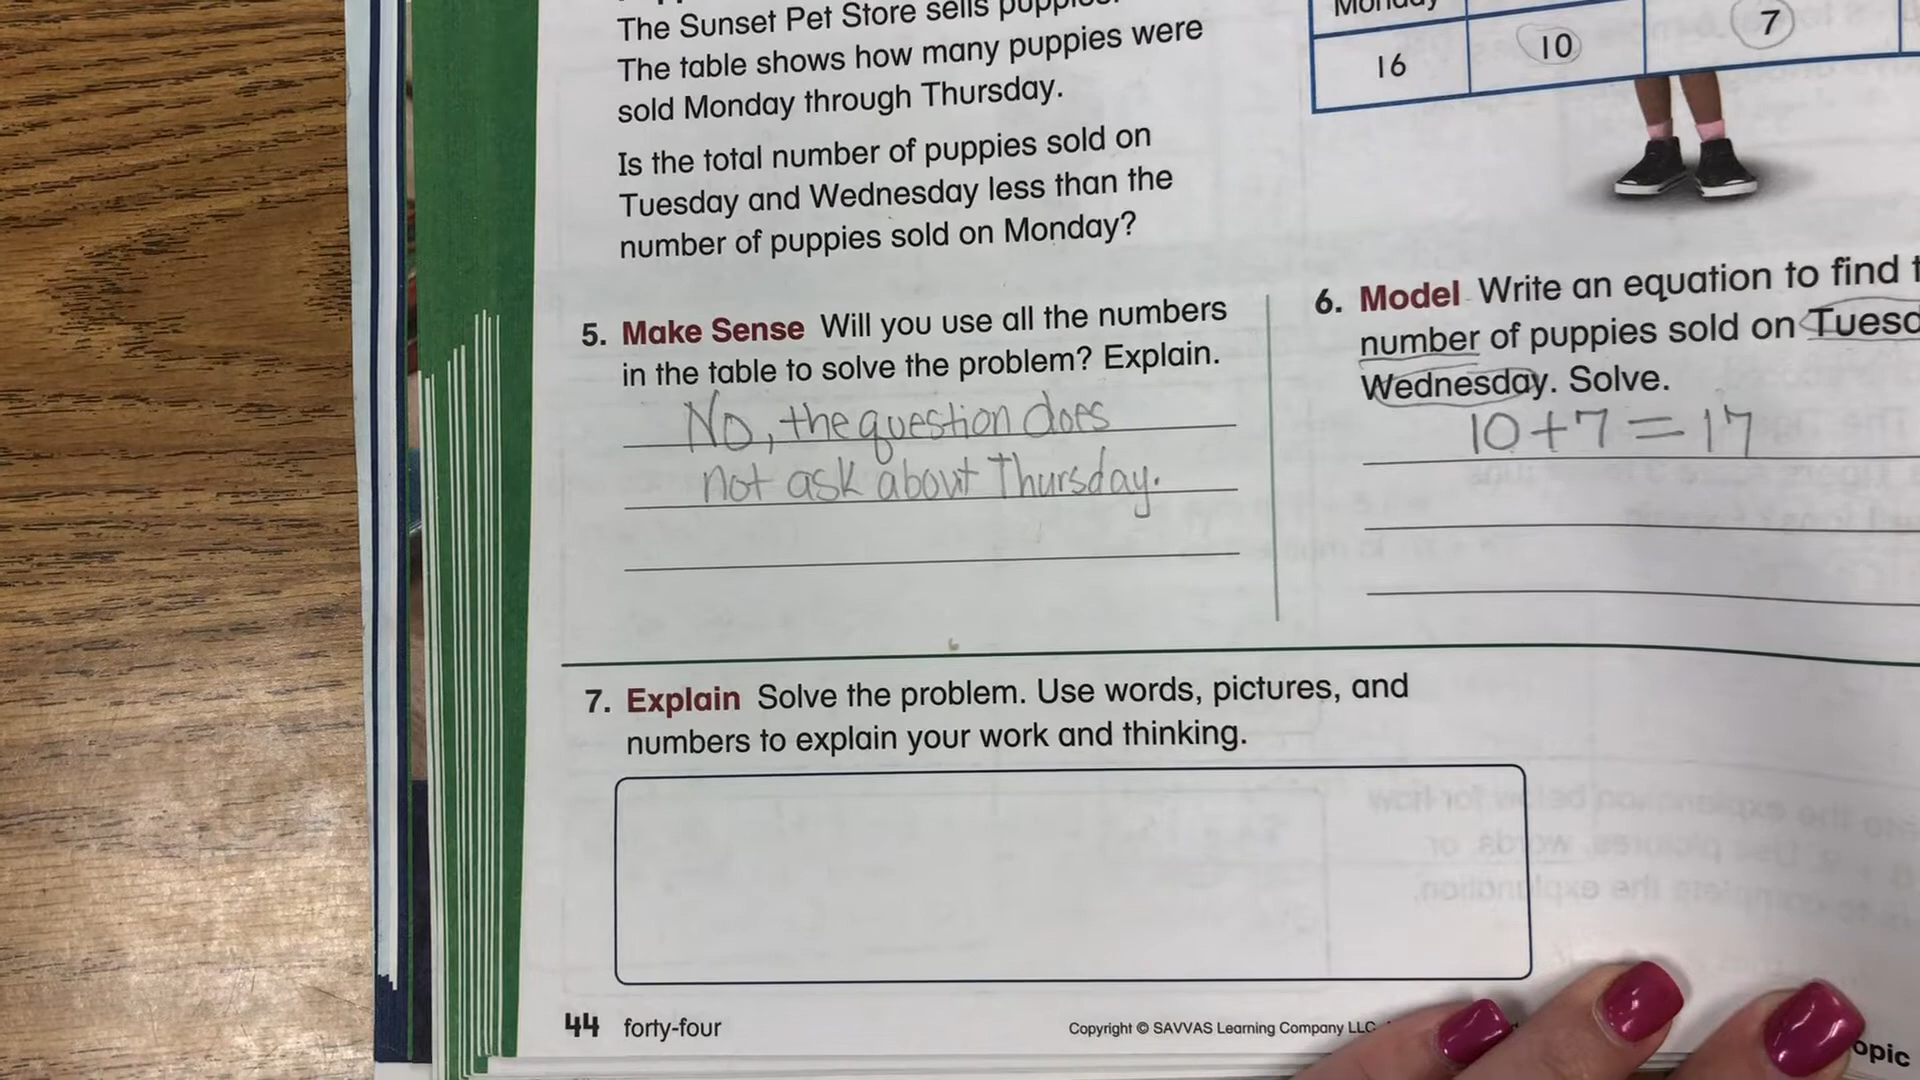 The Sunset Pet Store sells puppies.
The table shows how many puppies were
sold Monday through Thursday.
Is the total number of puppies sold on
Tuesday and Wednesday less than the
number of puppies sold on Monday?
Monday
16 10 7
5. Make Sense Will you use all the numbers
in the table to solve the problem? Explain.
No, the question does
not ask about Thursday.
6. Model Write an equation to find
number of puppies sold on Tuesd
Wednesday. Solve.
10+7=17
7. Explain Solve the problem. Use words, pictures, and
numbers to explain your work and thinking.
44 forty-four
Copyright © SAVVAS Learning Company LLC
opic